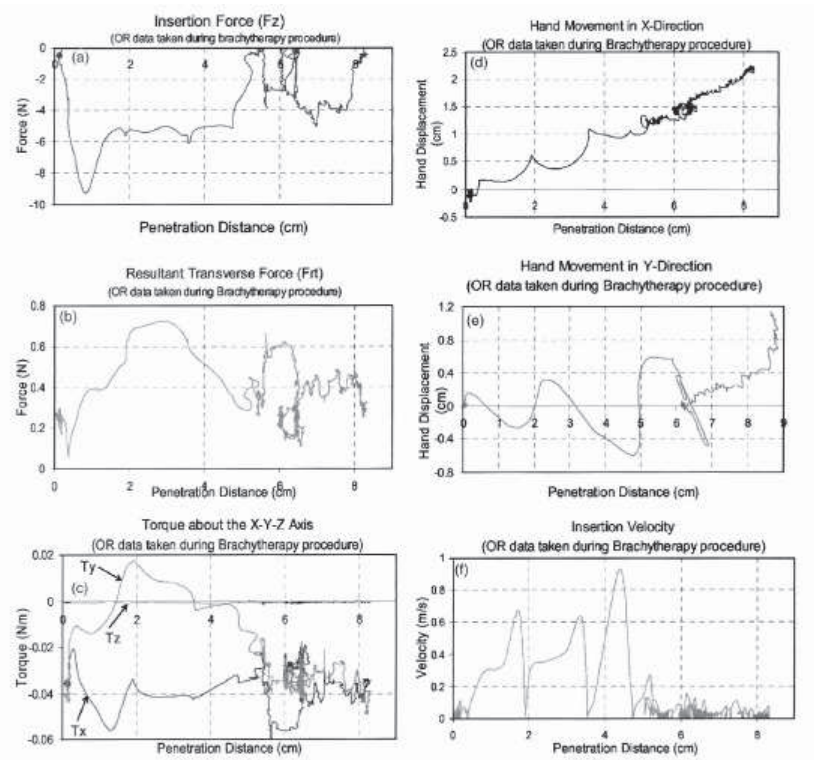 Insertion Force (Fz)
(OR data taken during brachytherapy procedure)
(a)
Force (N)
0
-2
-4
-6
-8
-10
0 2 4 6 8
Penetration Distance (cm)
Hand Movement in X-Direction
(OR data taken during Brachytherapy procedure)
(d)
Hand Displacement
(cm)
2.5
2
1.5
1
0.5
0
-0.5
2 4 6 8
Penetration Distance (cm)
Resultant Transverse Force (Frt)
(OR data taken during Brachytherapy procedure)
(b)
Force (N)
0.8
0.6
0.4
0.2
0
0 2 4 6 8
Penetration Distance (cm)
Hand Movement in Y-Direction
(OR data taken during Brachytherapy procedure)
(e)
Hand Displacement
(cm)
1.2
0.8
0.4
0
-0.4
-0.8
0 1 2 3 4 5 6 7 8 9
Penetration Distance (cm)
Torque about the X-Y-Z Axis
(OR data taken during Brachytherapy procedure)
(c)
Ty
Tz
Tx
Torque (Nm)
0.02
0
-0.02
-0.04
-0.06
0 2 4 6 8
Penetration Distance (cm)
Insertion Velocity
(OR data taken during Brachytherapy procedure)
(f)
Velocity (m/s)
1
0.8
0.6
0.4
0.2
0
0 2 4 6 8
Penetration Distance (cm)